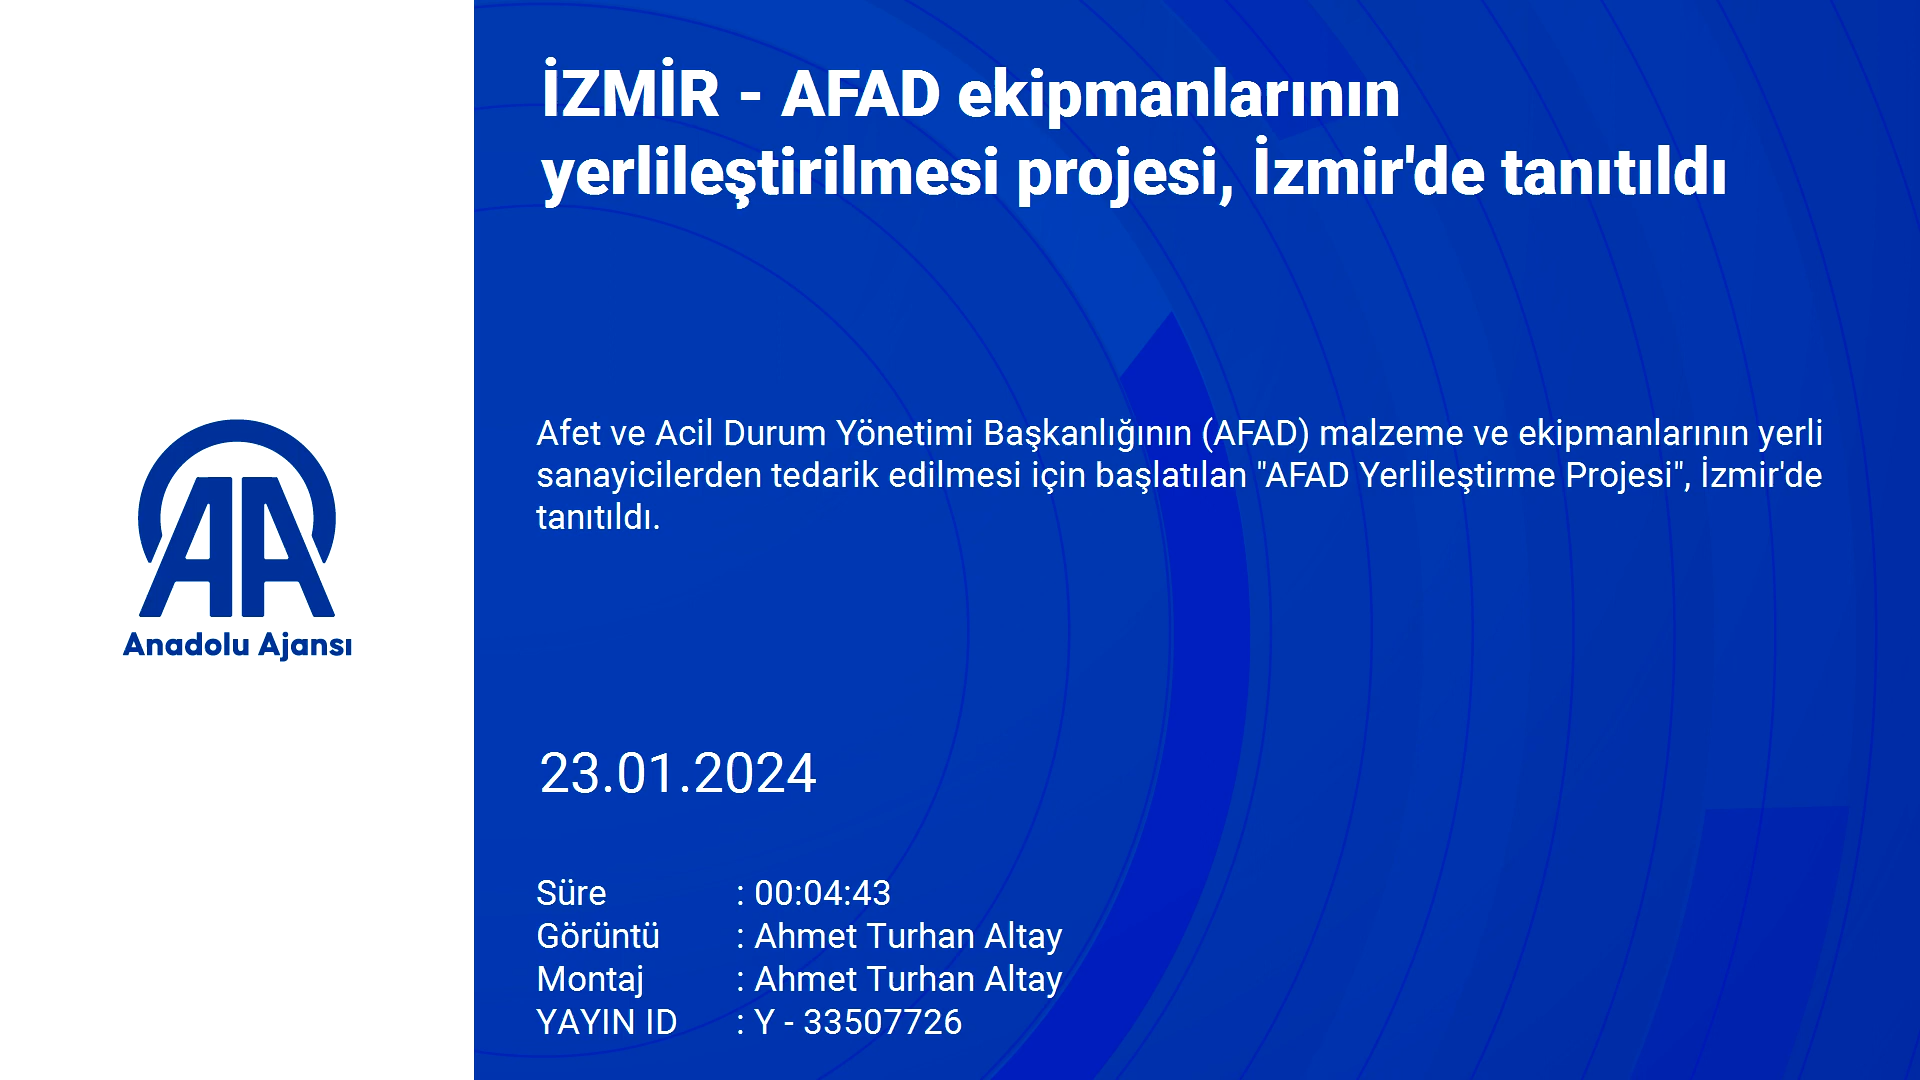 İZMİR - AFAD ekipmanlarının
yerlileştirilmesi projesi, İzmir'de tanıtıldı
Afet ve Acil Durum Yönetimi Başkanlığının (AFAD) malzeme ve ekipmanlarının yerli
sanayicilerden tedarik edilmesi için başlatılan "AFAD Yerlileştirme Projesi", İzmir'de
tanıtıldı.
AA
Anadolu Ajansı
23.01.2024
Süre : 00:04:43
Görüntü : Ahmet Turhan Altay
Montaj : Ahmet Turhan Altay
YAYIN ID : Y - 33507726